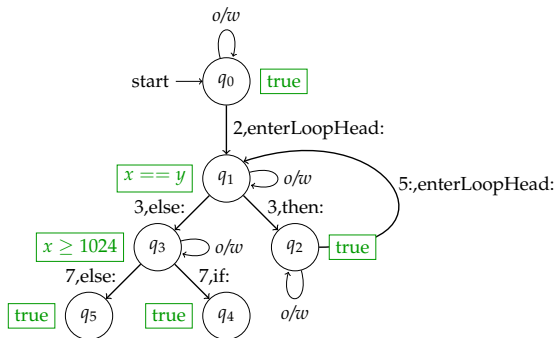 o/w
start q0 true
2,enterLoopHead:
x == y q1 o/w 5:,enterLoopHead:
3,else: 3,then:
x ≥ 1024 q3 o/w q2 true
7,else: 7,if:
o/w
true q5 true q4